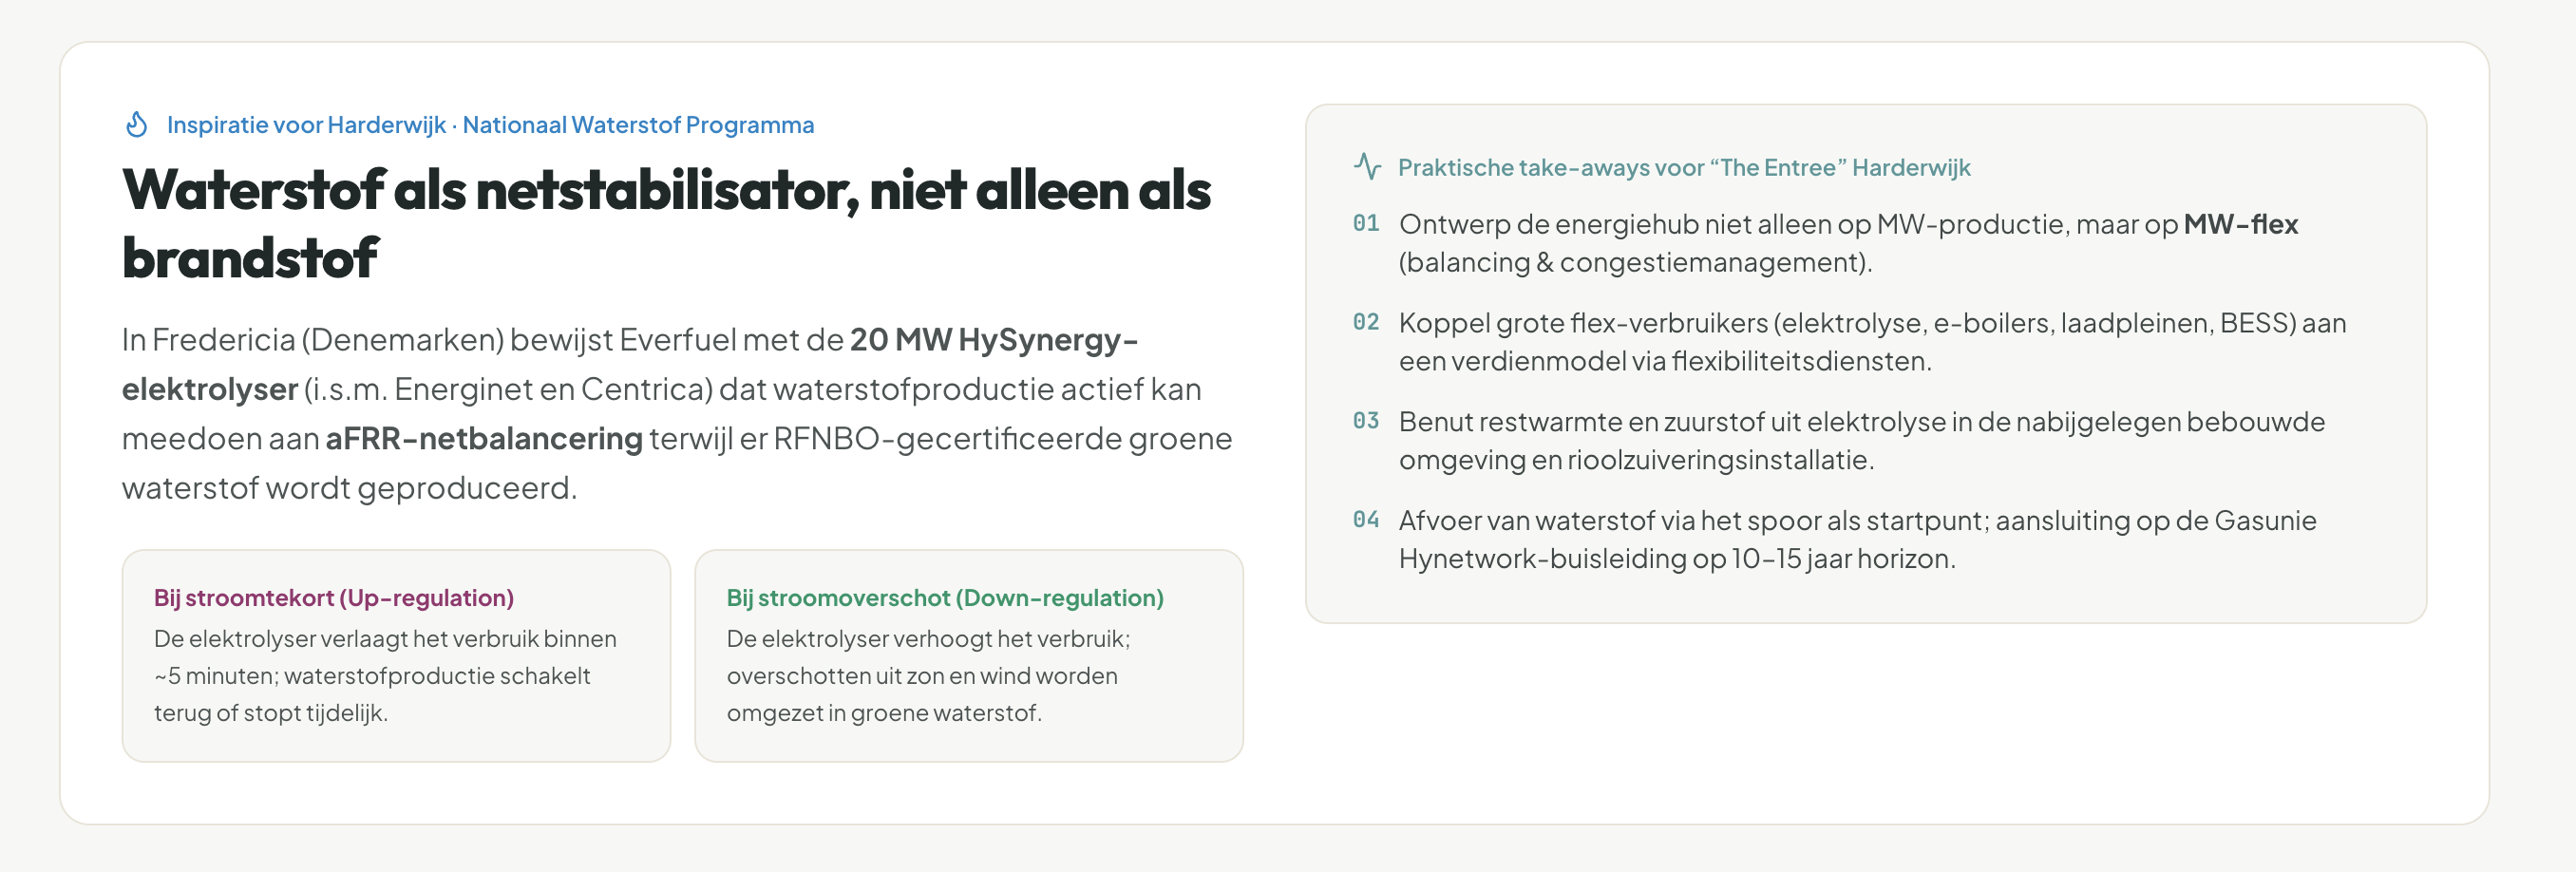 Inspiratie voor Harderwijk · Nationaal Waterstof Programma
Waterstof als netstabilisator, niet alleen als
brandstof
In Fredericia (Denemarken) bewijst Everfuel met de 20 MW HySynergy-
elektrolyser (i.s.m. Energinet en Centrica) dat waterstofproductie actief kan
meedoen aan aFRR-netbalancering terwijl er RFNBO-gecertificeerde groene
waterstof wordt geproduceerd.
Bij stroomtekort (Up-regulation)
De elektrolyser verlaagt het verbruik binnen
~5 minuten; waterstofproductie schakelt
terug of stopt tijdelijk.
Bij stroomoverschot (Down-regulation)
De elektrolyser verhoogt het verbruik;
overschotten uit zon en wind worden
omgezet in groene waterstof.
Praktische take-aways voor “The Entree” Harderwijk
01 Ontwerp de energiehub niet alleen op MW-productie, maar op MW-flex
(balancing & congestiemanagement).
02 Koppel grote flex-verbruikers (elektrolyse, e-boilers, laadpleinen, BESS) aan
een verdienmodel via flexibiliteitsdiensten.
03 Benut restwarmte en zuurstof uit elektrolyse in de nabijgelegen bebouwde
omgeving en rioolzuiveringsinstallatie.
04 Afvoer van waterstof via het spoor als startpunt; aansluiting op de Gasunie
Hynetwork-buisleiding op 10–15 jaar horizon.